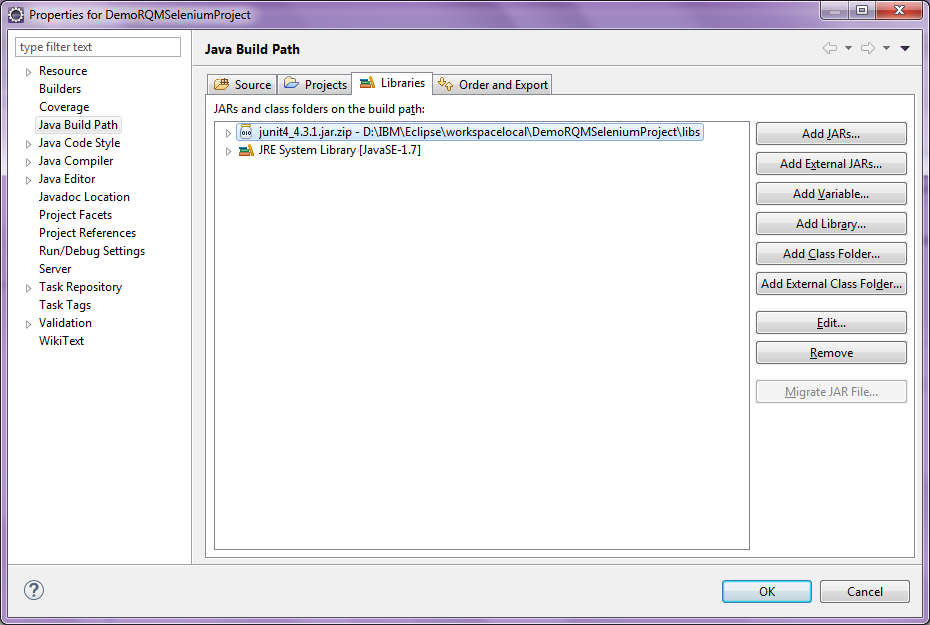 Properties for DemoRQMSeleniumProject
type filter text
Resource
Builders
Coverage
Java Build Path
Java Code Style
Java Compiler
Java Editor
Javadoc Location
Project Facets
Project References
Run/Debug Settings
Server
Task Repository
Task Tags
Validation
WikiText
Java Build Path
Source Projects Libraries Order and Export
JARs and class folders on the build path:
junit4_4.3.1.jar.zip - D:\IBM\Eclipse\workspacelocal\DemoRQMSeleniumProject\libs
JRE System Library [JavaSE-1.7]
Add JARs...
Add External JARs...
Add Variable...
Add Library...
Add Class Folder...
Add External Class Folder...
Edit...
Remove
Migrate JAR File...
?
OK Cancel